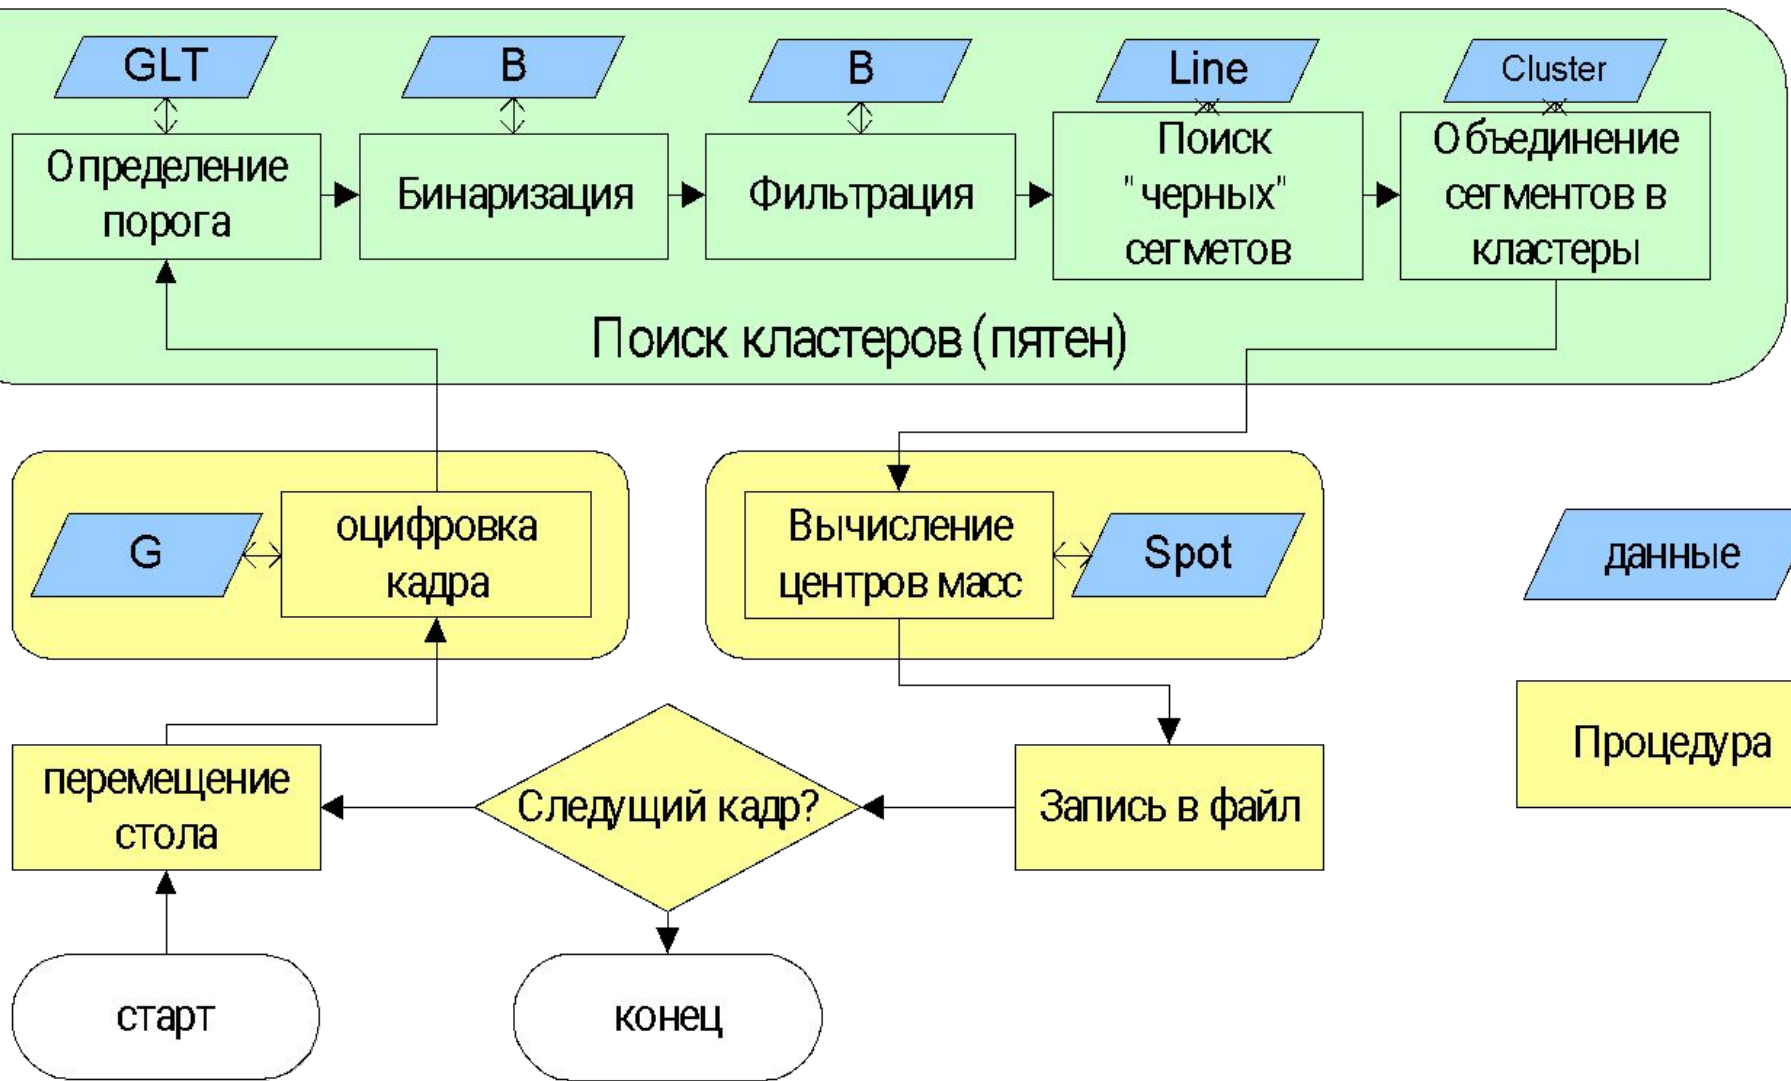 GLT
B
B
Line
Cluster
Определение
порога
Бинаризация
Фильтрация
Поиск
"черных"
сегметов
Объединение
сегментов в
кластеры
Поиск кластеров (пятен)
G
оцифровка
кадра
Вычисление
центров масс
Spot
данные
Процедура
перемещение
стола
Следущий кадр?
Запись в файл
старт
конец